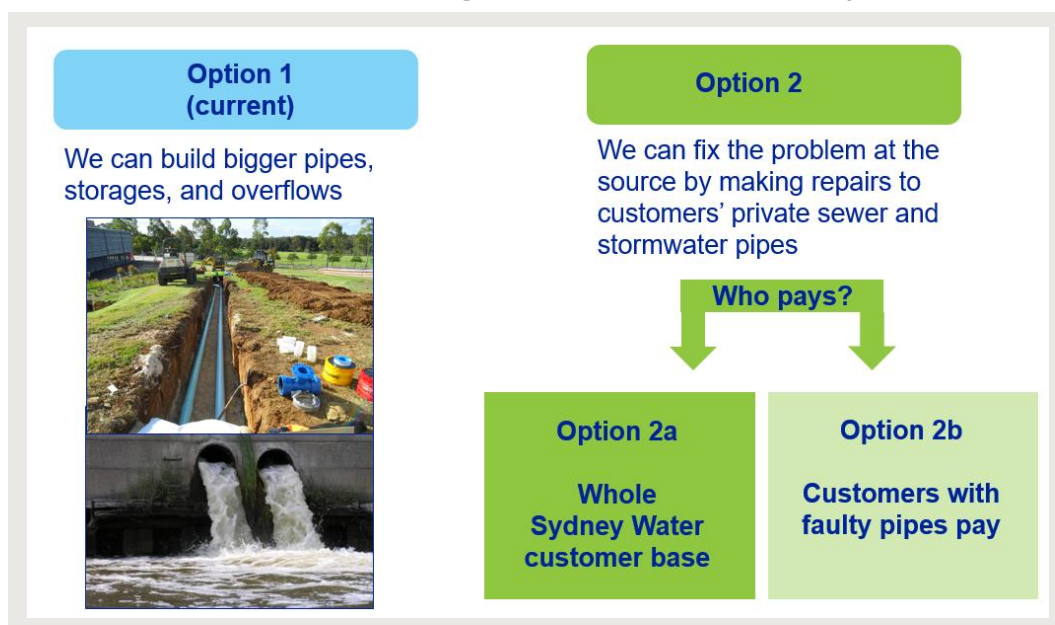 Option 1
(current)
We can build bigger pipes,
storages, and overflows
Option 2
We can fix the problem at the
source by making repairs to
customers' private sewer and
stormwater pipes
Who pays?
Option 2a
Whole
Sydney Water
customer base
Option 2b
Customers with
faulty pipes pay